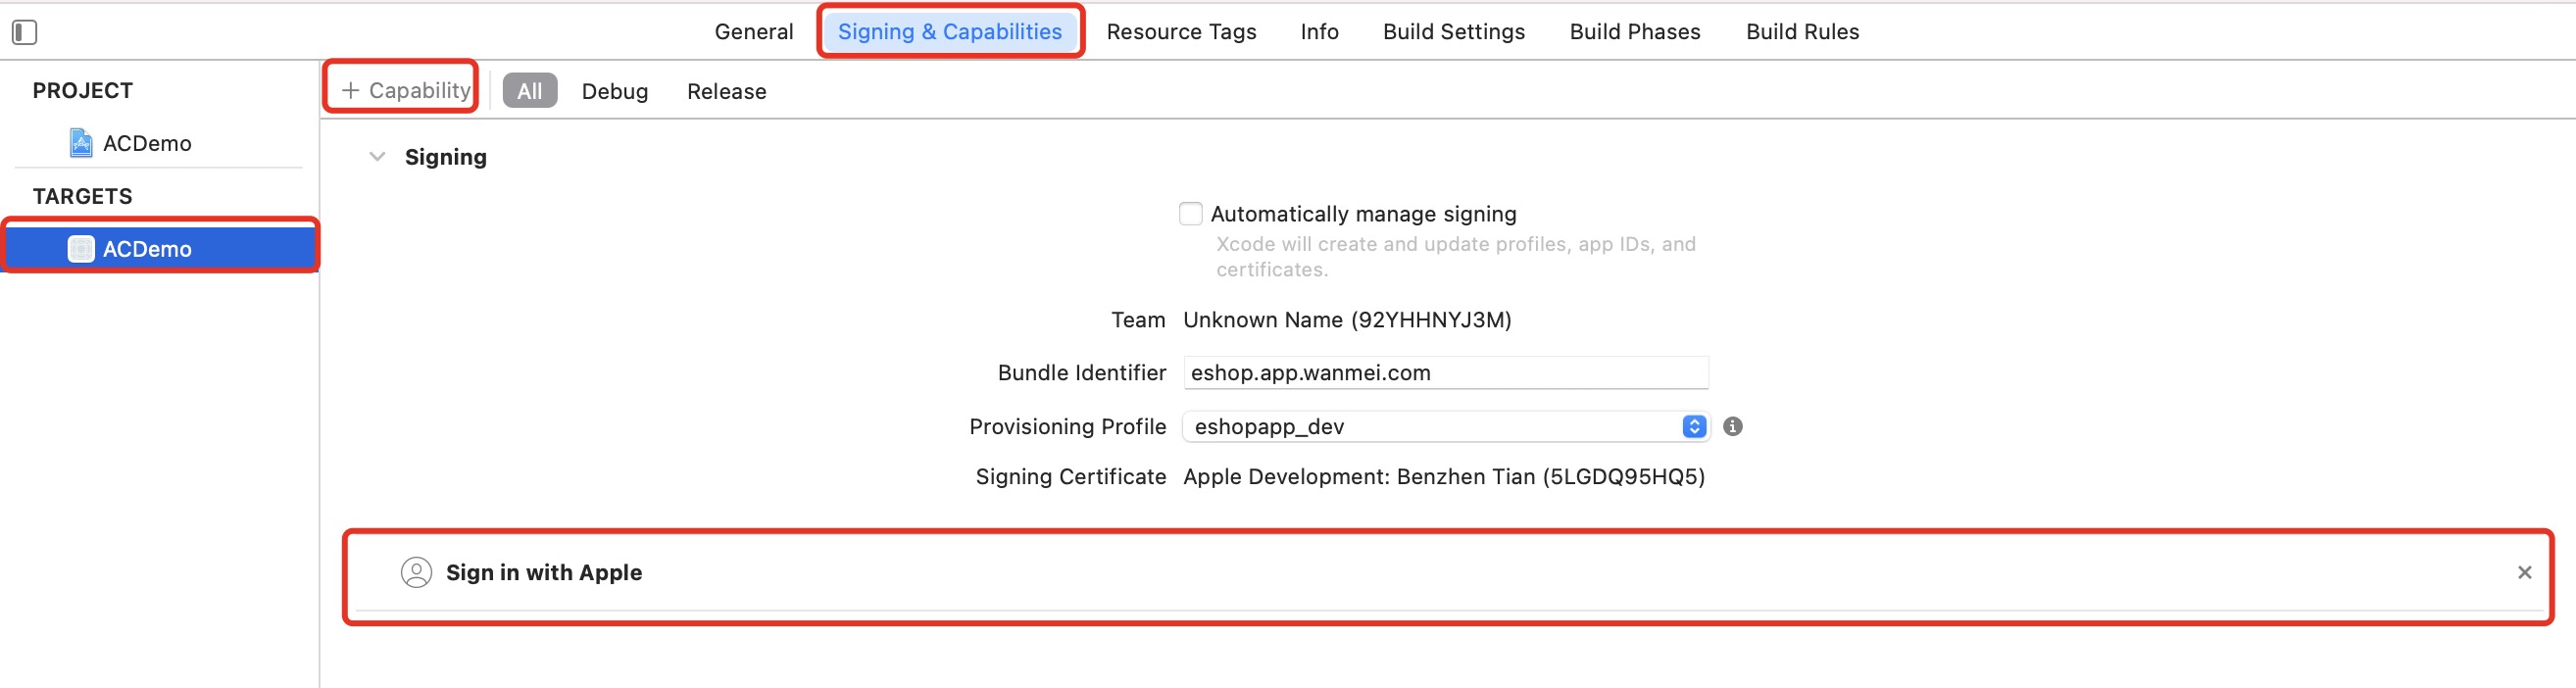 General
Signing & Capabilities
Resource Tags
Info
Build Settings
Build Phases
Build Rules
PROJECT
ACDemo
TARGETS
ACDemo
+ Capability
All
Debug
Release
Signing
Automatically manage signing
Xcode will create and update profiles, app IDs, and
certificates.
Team Unknown Name (92YHHNYJ3M)
Bundle Identifier eshop.app.wanmei.com
Provisioning Profile eshopapp_dev
Signing Certificate Apple Development: Benzhen Tian (5LGDQ95HQ5)
Sign in with Apple